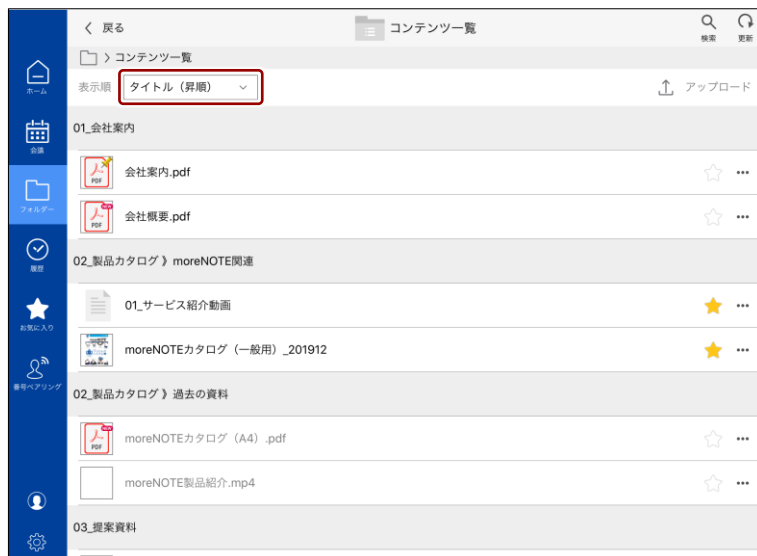 戻る
コンテンツ一覧
検索
更新
コンテンツ一覧
表示順
タイトル（昇順）
アップロード
ホーム
会議
フォルダー
履歴
お気に入り
番号ペアリング
01_会社案内
PDF
会社案内.pdf
NEW
PDF
会社概要.pdf
02_製品カタログ 》moreNOTE関連
01_サービス紹介動画
moreNOTEカタログ（一般用）_201912
02_製品カタログ 》過去の資料
NEW
PDF
moreNOTEカタログ（A4）.pdf
moreNOTE製品紹介.mp4
03_提案資料